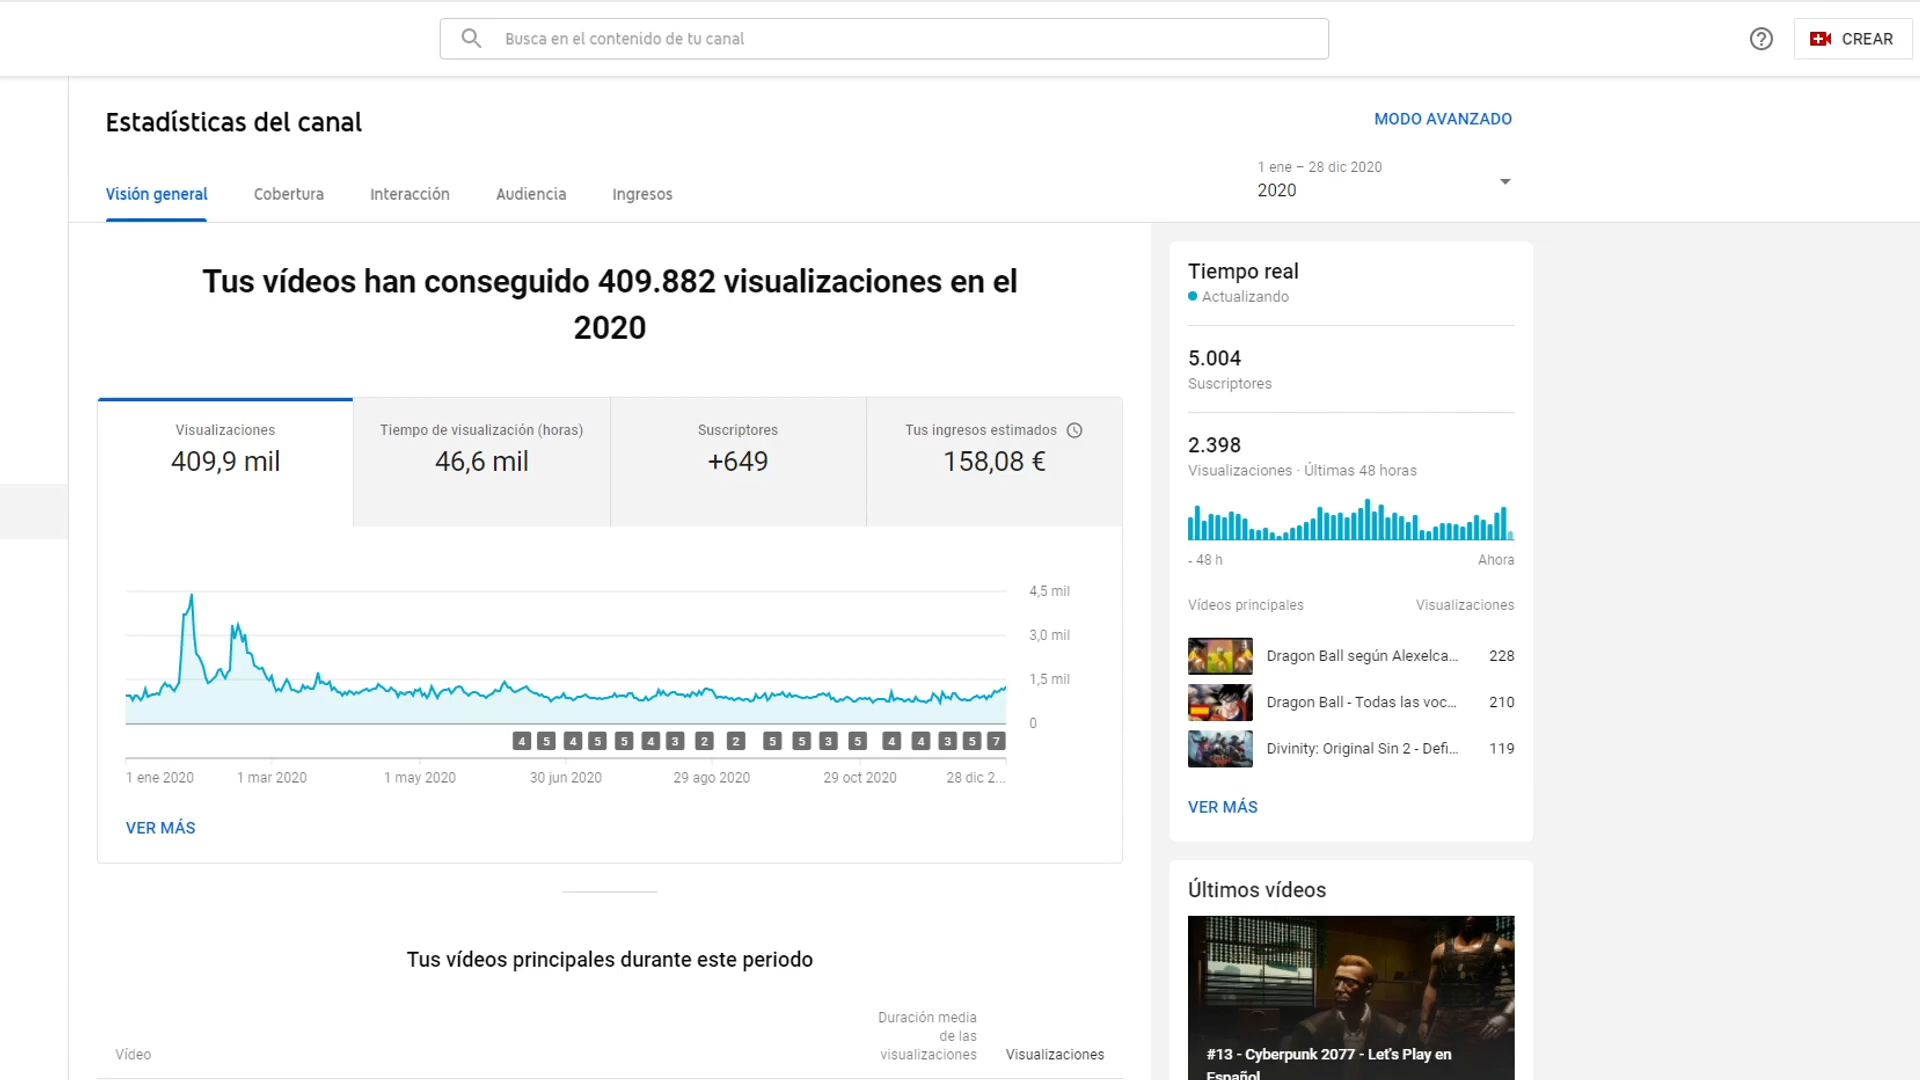 Busca en el contenido de tu canal
CREAR
Estadísticas del canal
MODO AVANZADO
1 ene – 28 dic 2020
2020
Visión general
Cobertura
Interacción
Audiencia
Ingresos
Tus vídeos han conseguido 409.882 visualizaciones en el
2020
Visualizaciones
409,9 mil
Tiempo de visualización (horas)
46,6 mil
Suscriptores
+649
Tus ingresos estimados
158,08 €
4,5 mil
3,0 mil
1,5 mil
0
4 5 4 5 5 4 3 2 2 5 5 3 5 4 4 3 5 7
1 ene 2020
1 mar 2020
1 may 2020
30 jun 2020
29 ago 2020
29 oct 2020
28 dic 2...
VER MÁS
Tus vídeos principales durante este periodo
Vídeo
Duración media
de las
visualizaciones
Visualizaciones
Tiempo real
Actualizando
5.004
Suscriptores
2.398
Visualizaciones · Últimas 48 horas
- 48 h
Ahora
Vídeos principales
Visualizaciones
Dragon Ball según Alexelca...
228
Dragon Ball - Todas las voc...
210
Divinity: Original Sin 2 - Defi...
119
VER MÁS
Últimos vídeos
#13 - Cyberpunk 2077 - Let's Play en
Español